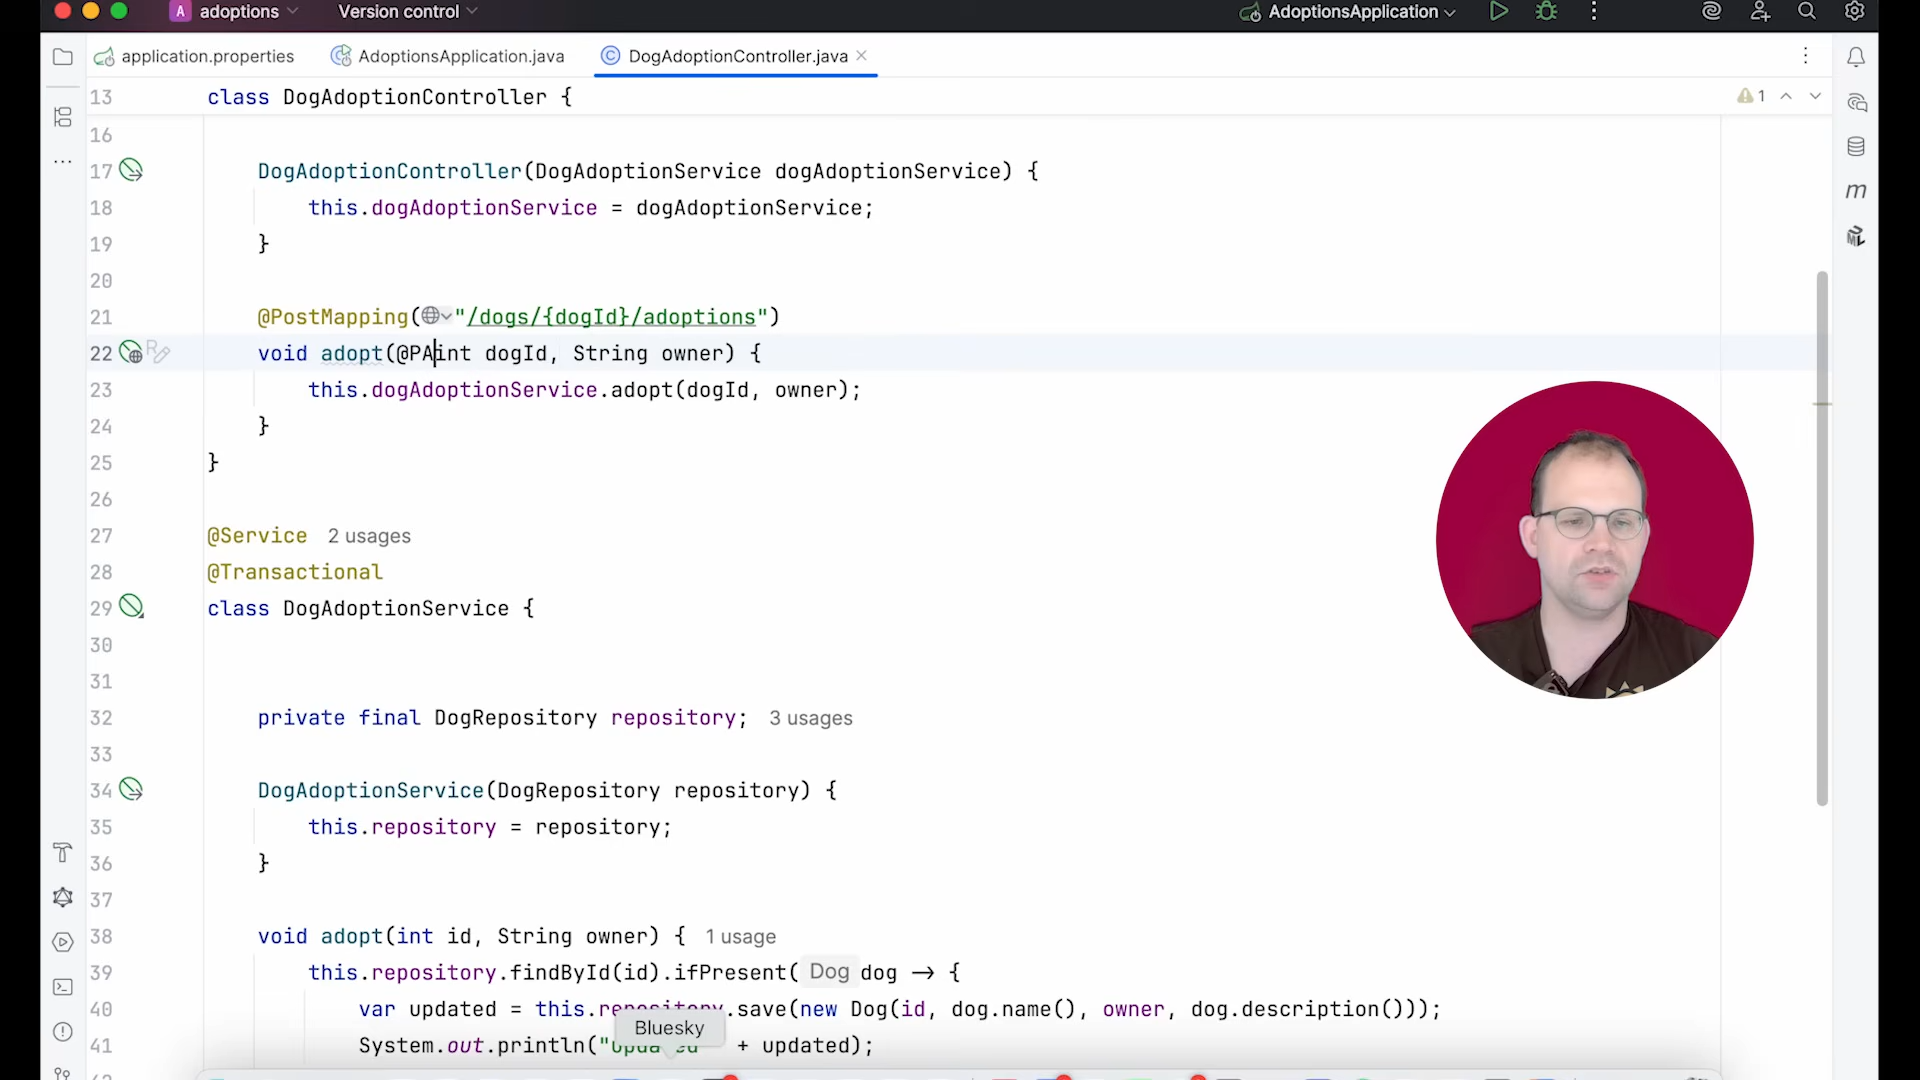 A adoptions Version control AdoptionsApplication
application.properties AdoptionsApplication.java DogAdoptionController.java
13 class DogAdoptionController { 1
16
17 DogAdoptionController(DogAdoptionService dogAdoptionService) {
18 this.dogAdoptionService = dogAdoptionService;
19 }
20
21 @PostMapping("/dogs/{dogId}/adoptions")
22 void adopt(@PAint dogId, String owner) {
23 this.dogAdoptionService.adopt(dogId, owner);
24 }
25 }
26
27 @Service 2 usages
28 @Transactional
29 class DogAdoptionService {
30
31
32 private final DogRepository repository; 3 usages
33
34 DogAdoptionService(DogRepository repository) {
35 this.repository = repository;
36 }
37
38 void adopt(int id, String owner) { 1 usage
39 this.repository.findById(id).ifPresent( Dog dog → {
40 var updated = this.repository.save(new Dog(id, dog.name(), owner, dog.description()));
Bluesky
41 System.out.println("updated " + updated);